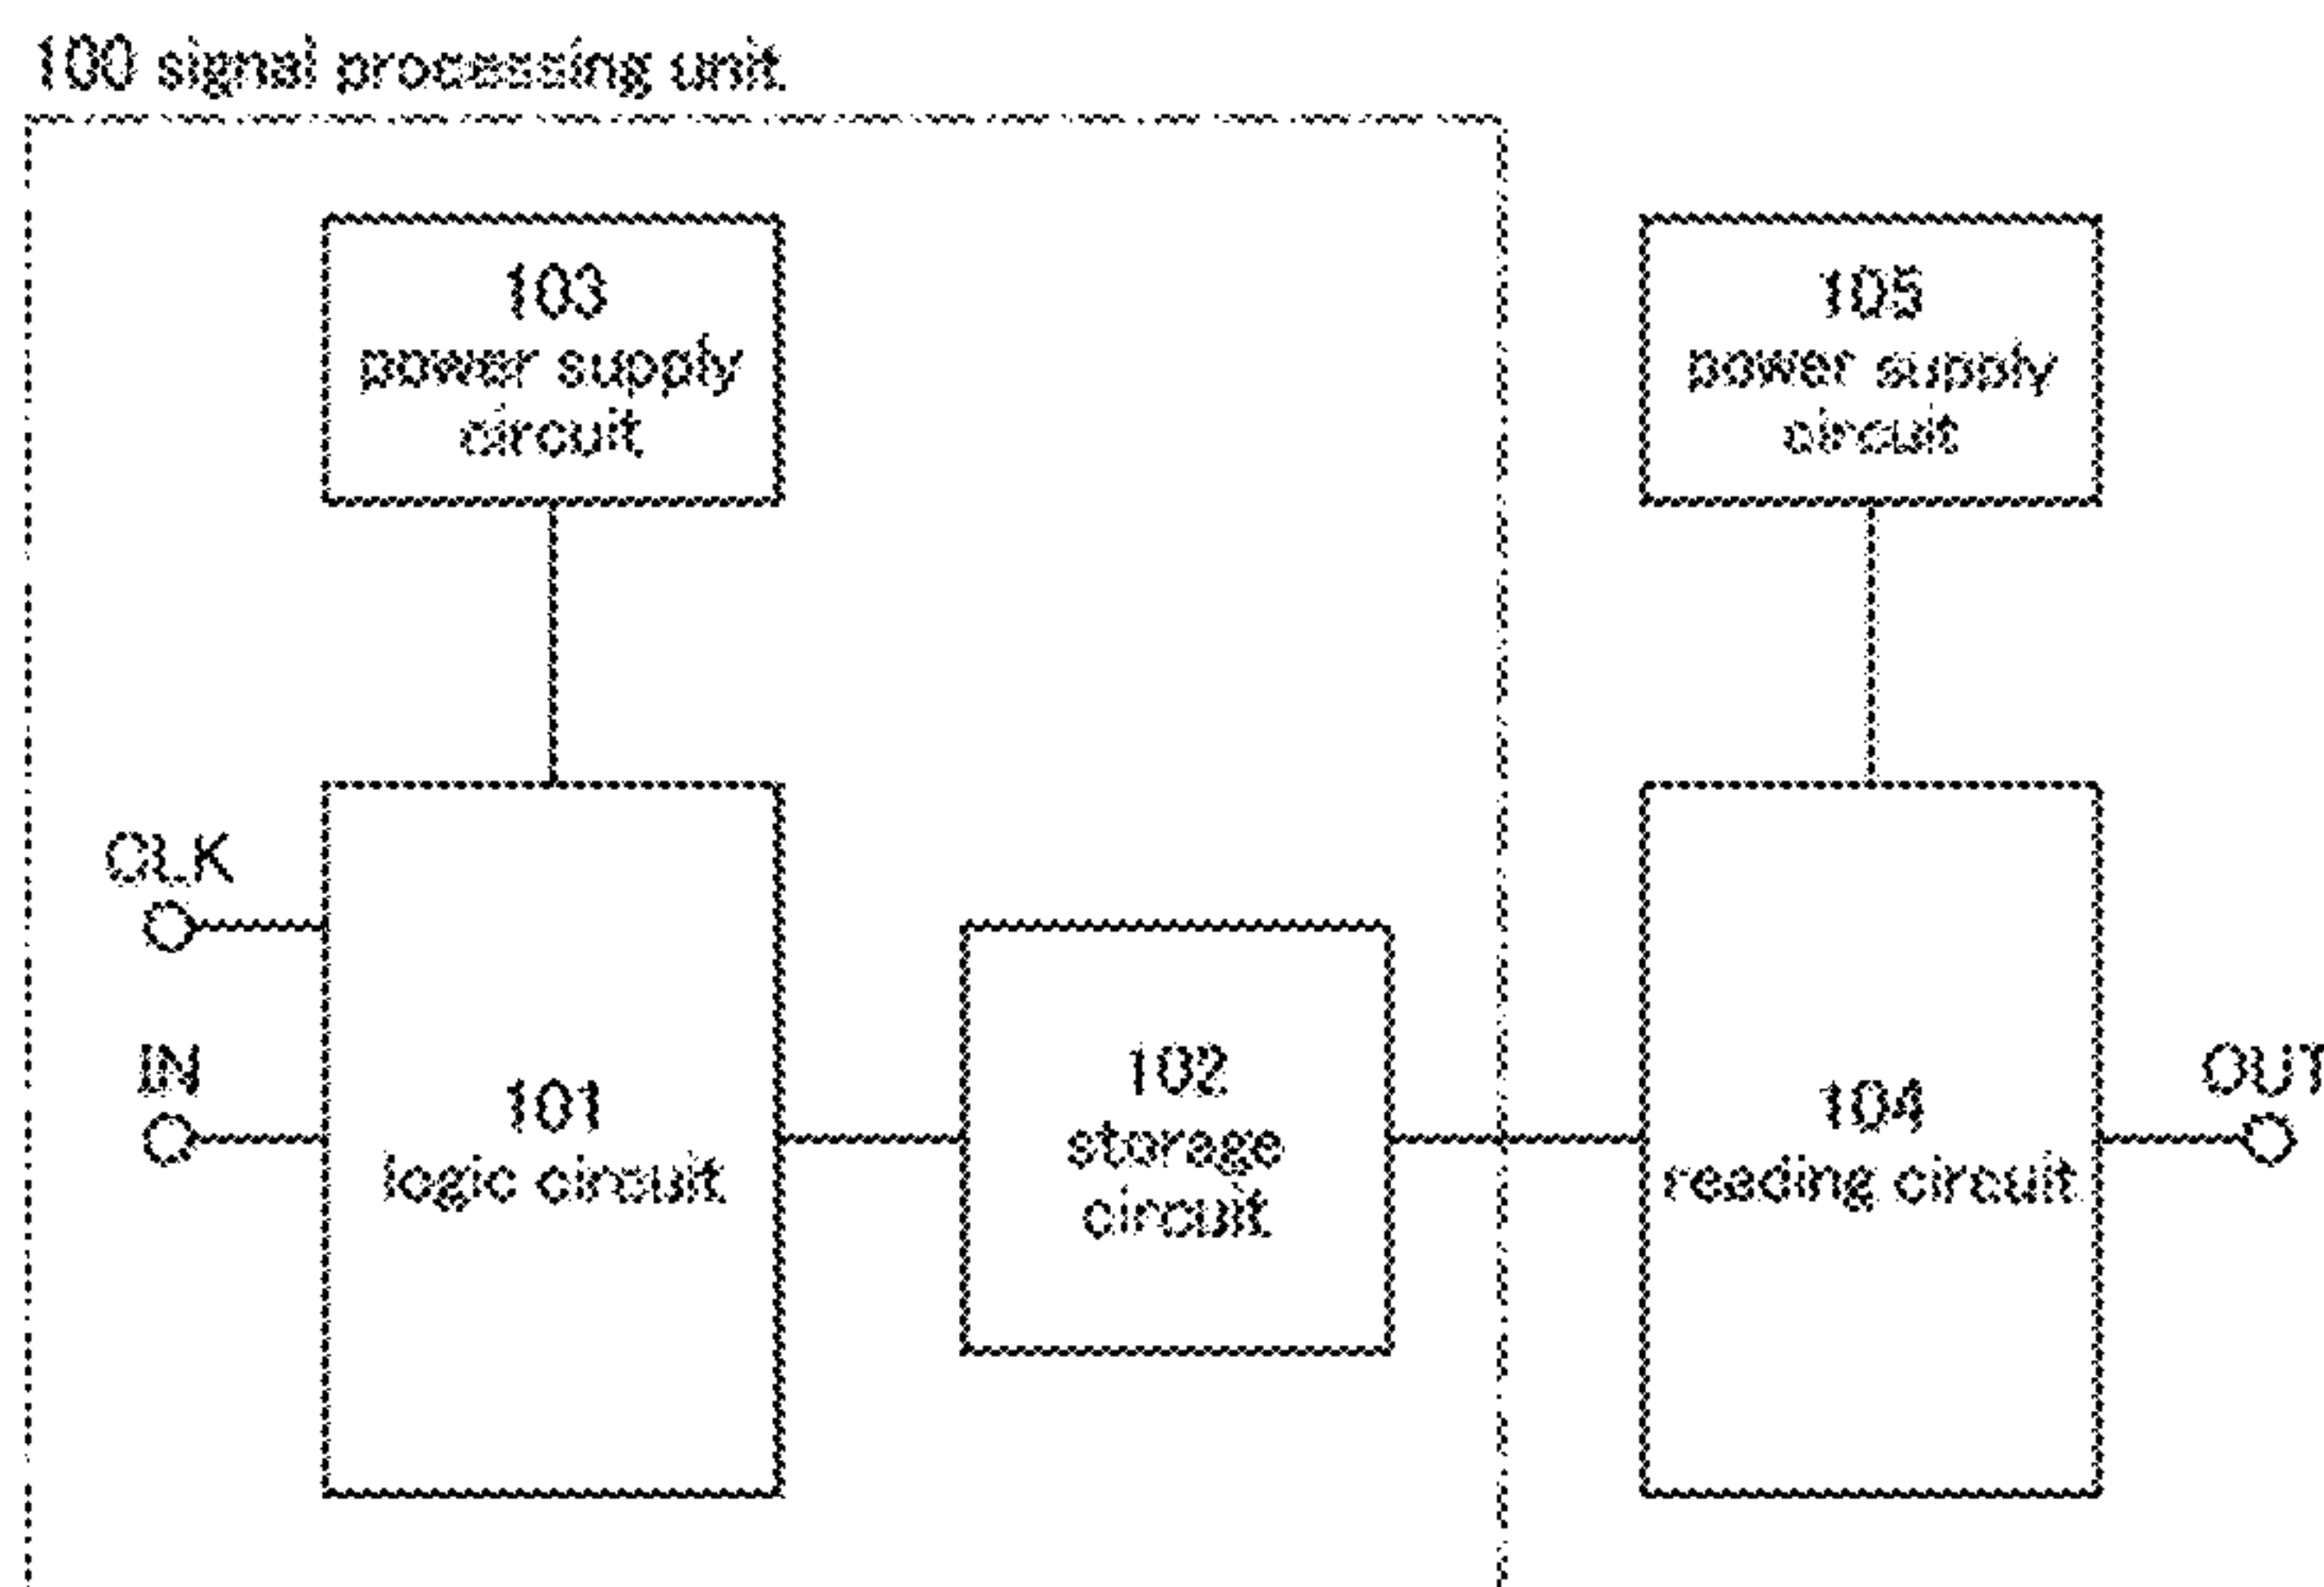 100 signal processing unit
103
power supply
circuit
105
power supply
circuit
CLK
IN
101
logic circuit
102
storage
circuit
104
reading circuit
OUT